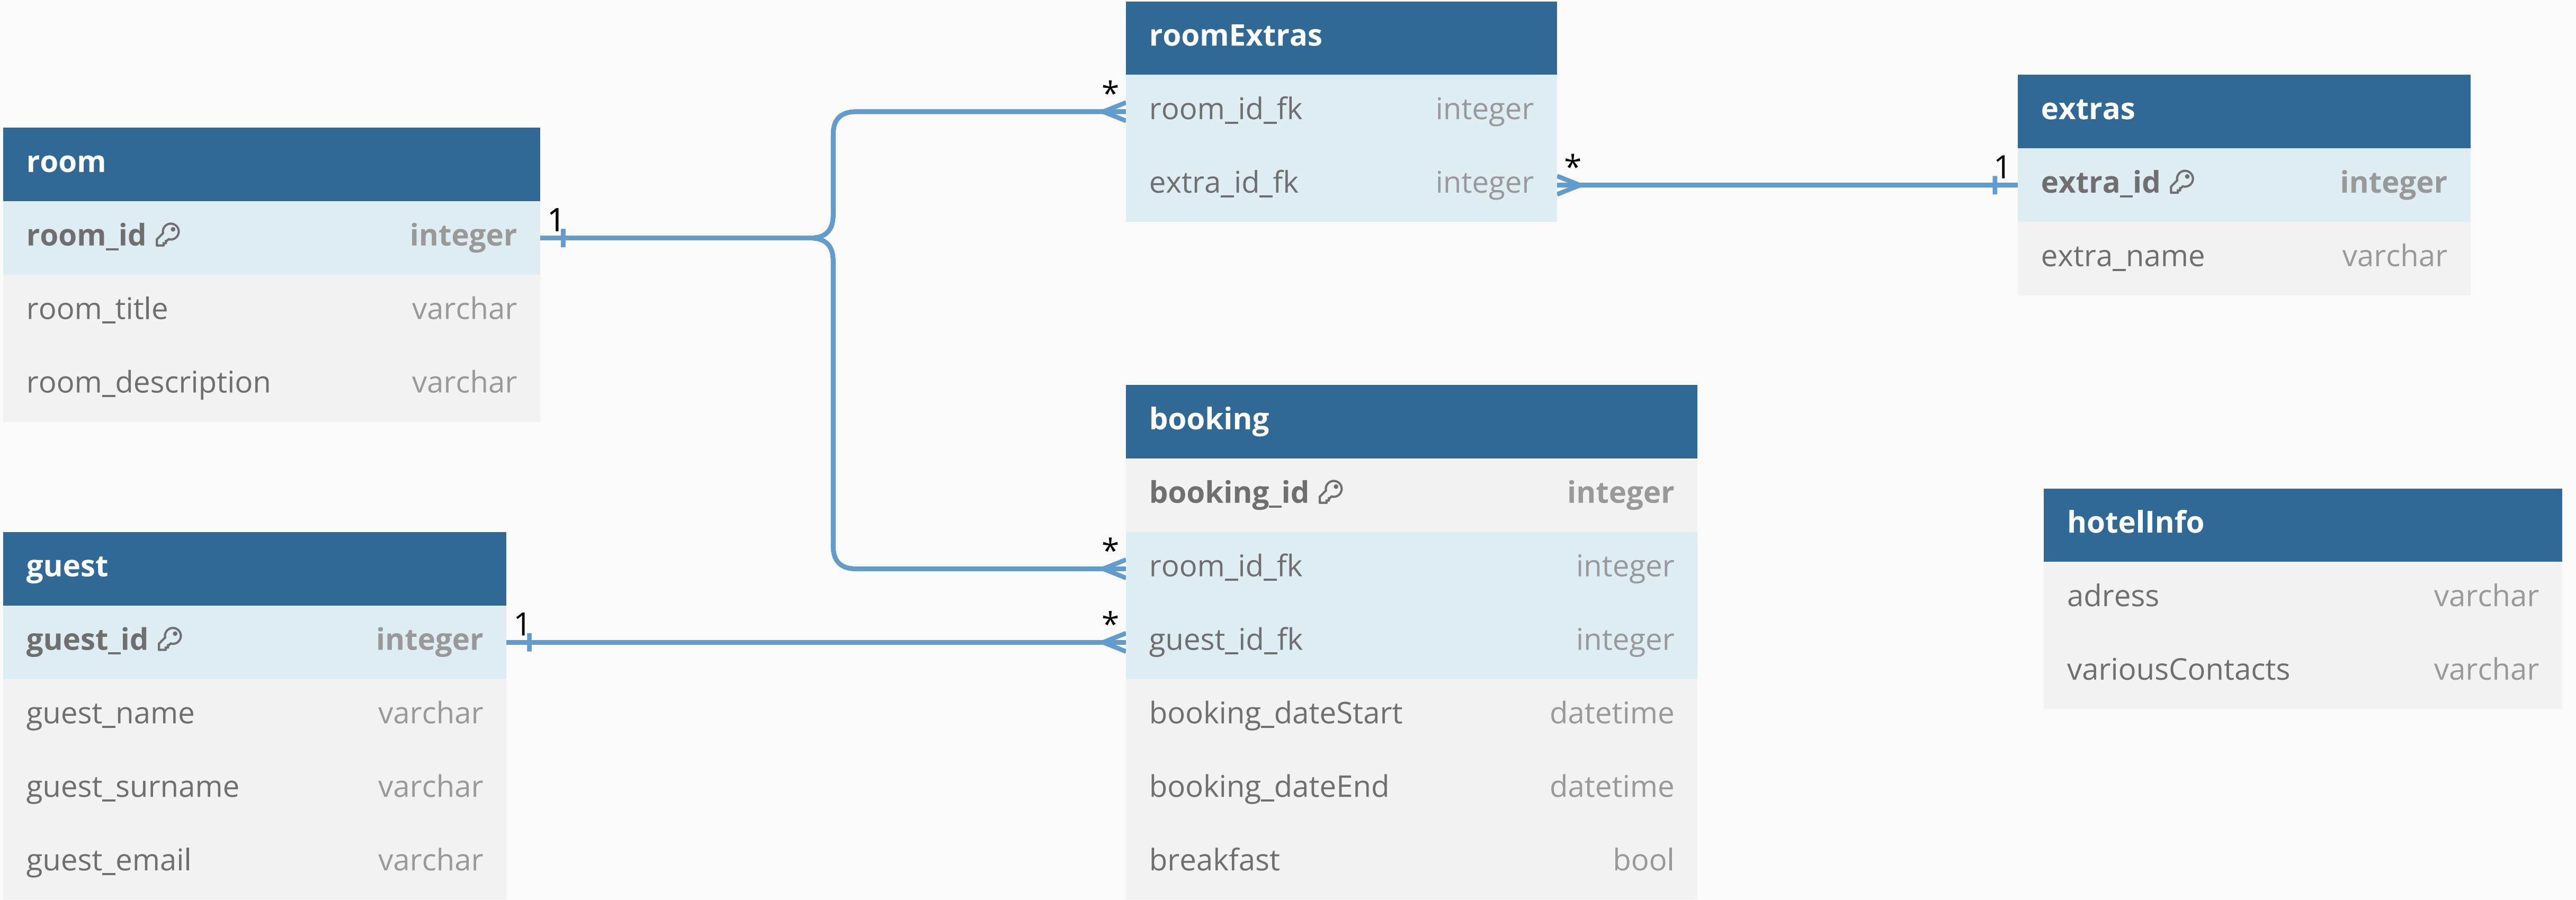 roomExtras
* room_id_fk integer
extra_id_fk integer *
1 extras
extra_id integer
extra_name varchar
room
room_id integer 1
room_title varchar
room_description varchar
booking
booking_id integer
* room_id_fk integer
* guest_id_fk integer
booking_dateStart datetime
booking_dateEnd datetime
breakfast bool
guest
guest_id integer 1
guest_name varchar
guest_surname varchar
guest_email varchar
hotelInfo
adress varchar
variousContacts varchar